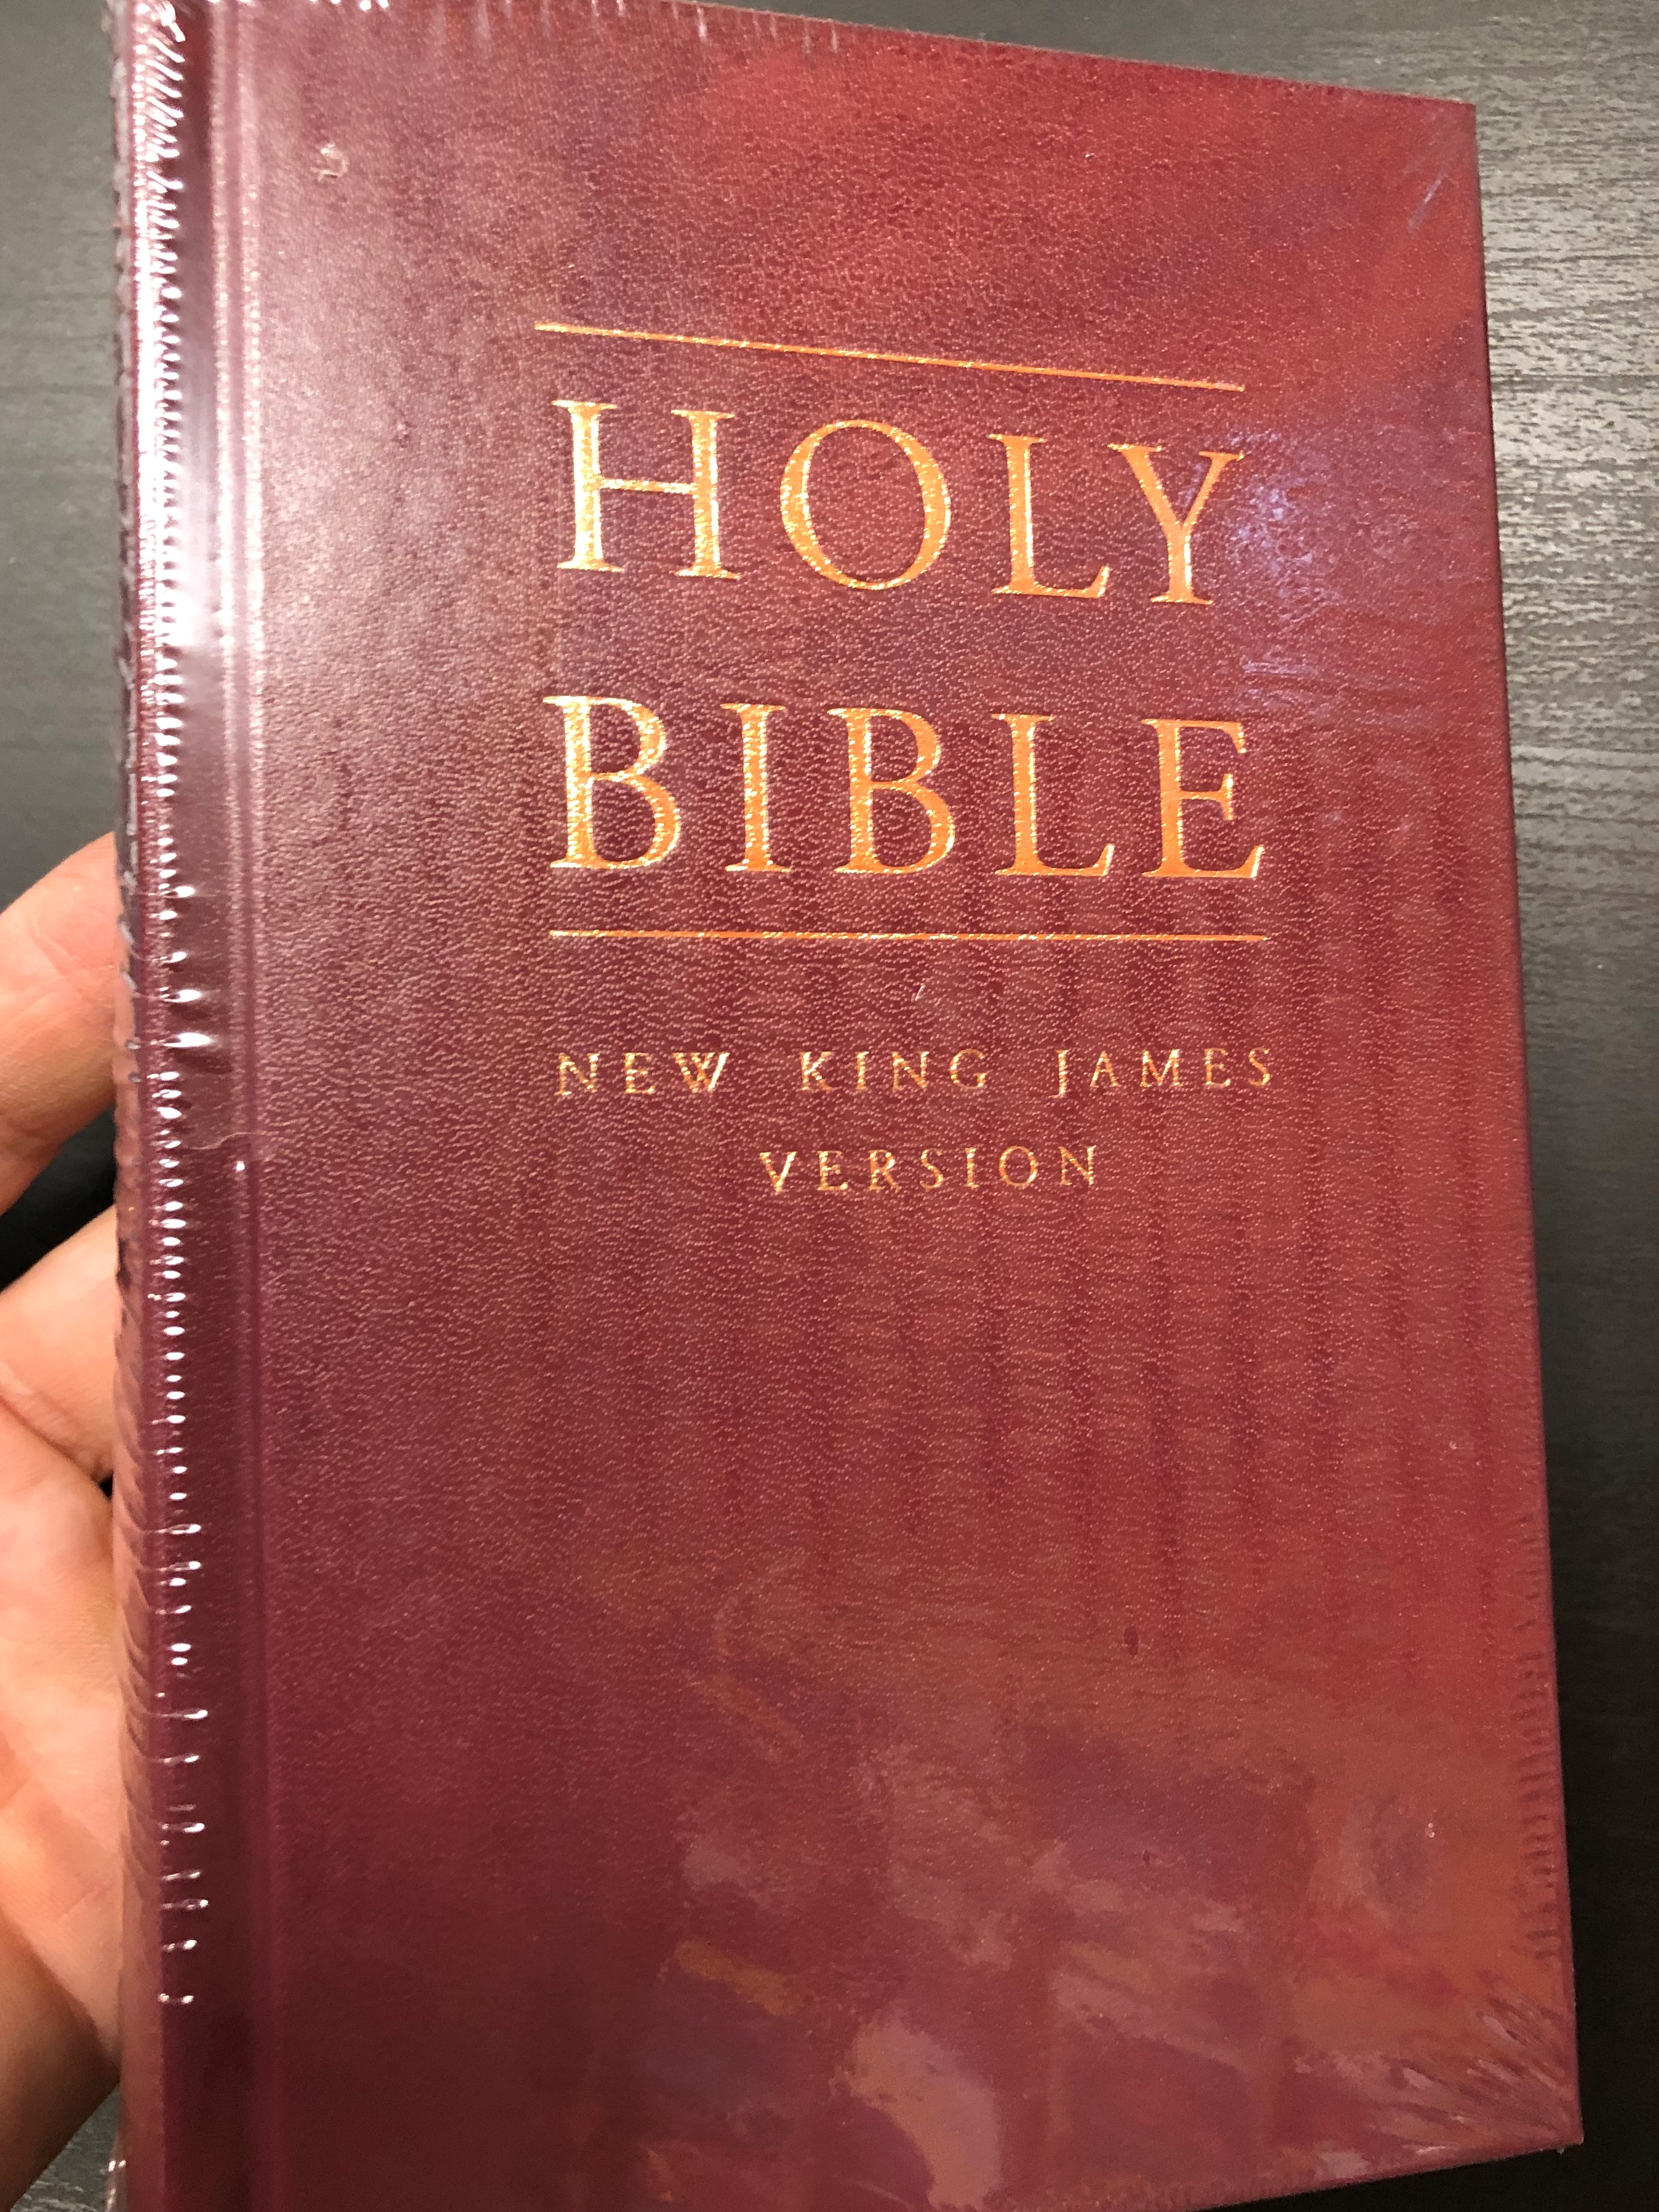 HOLY
BIBLE
NEW KING JAMES
VERSION